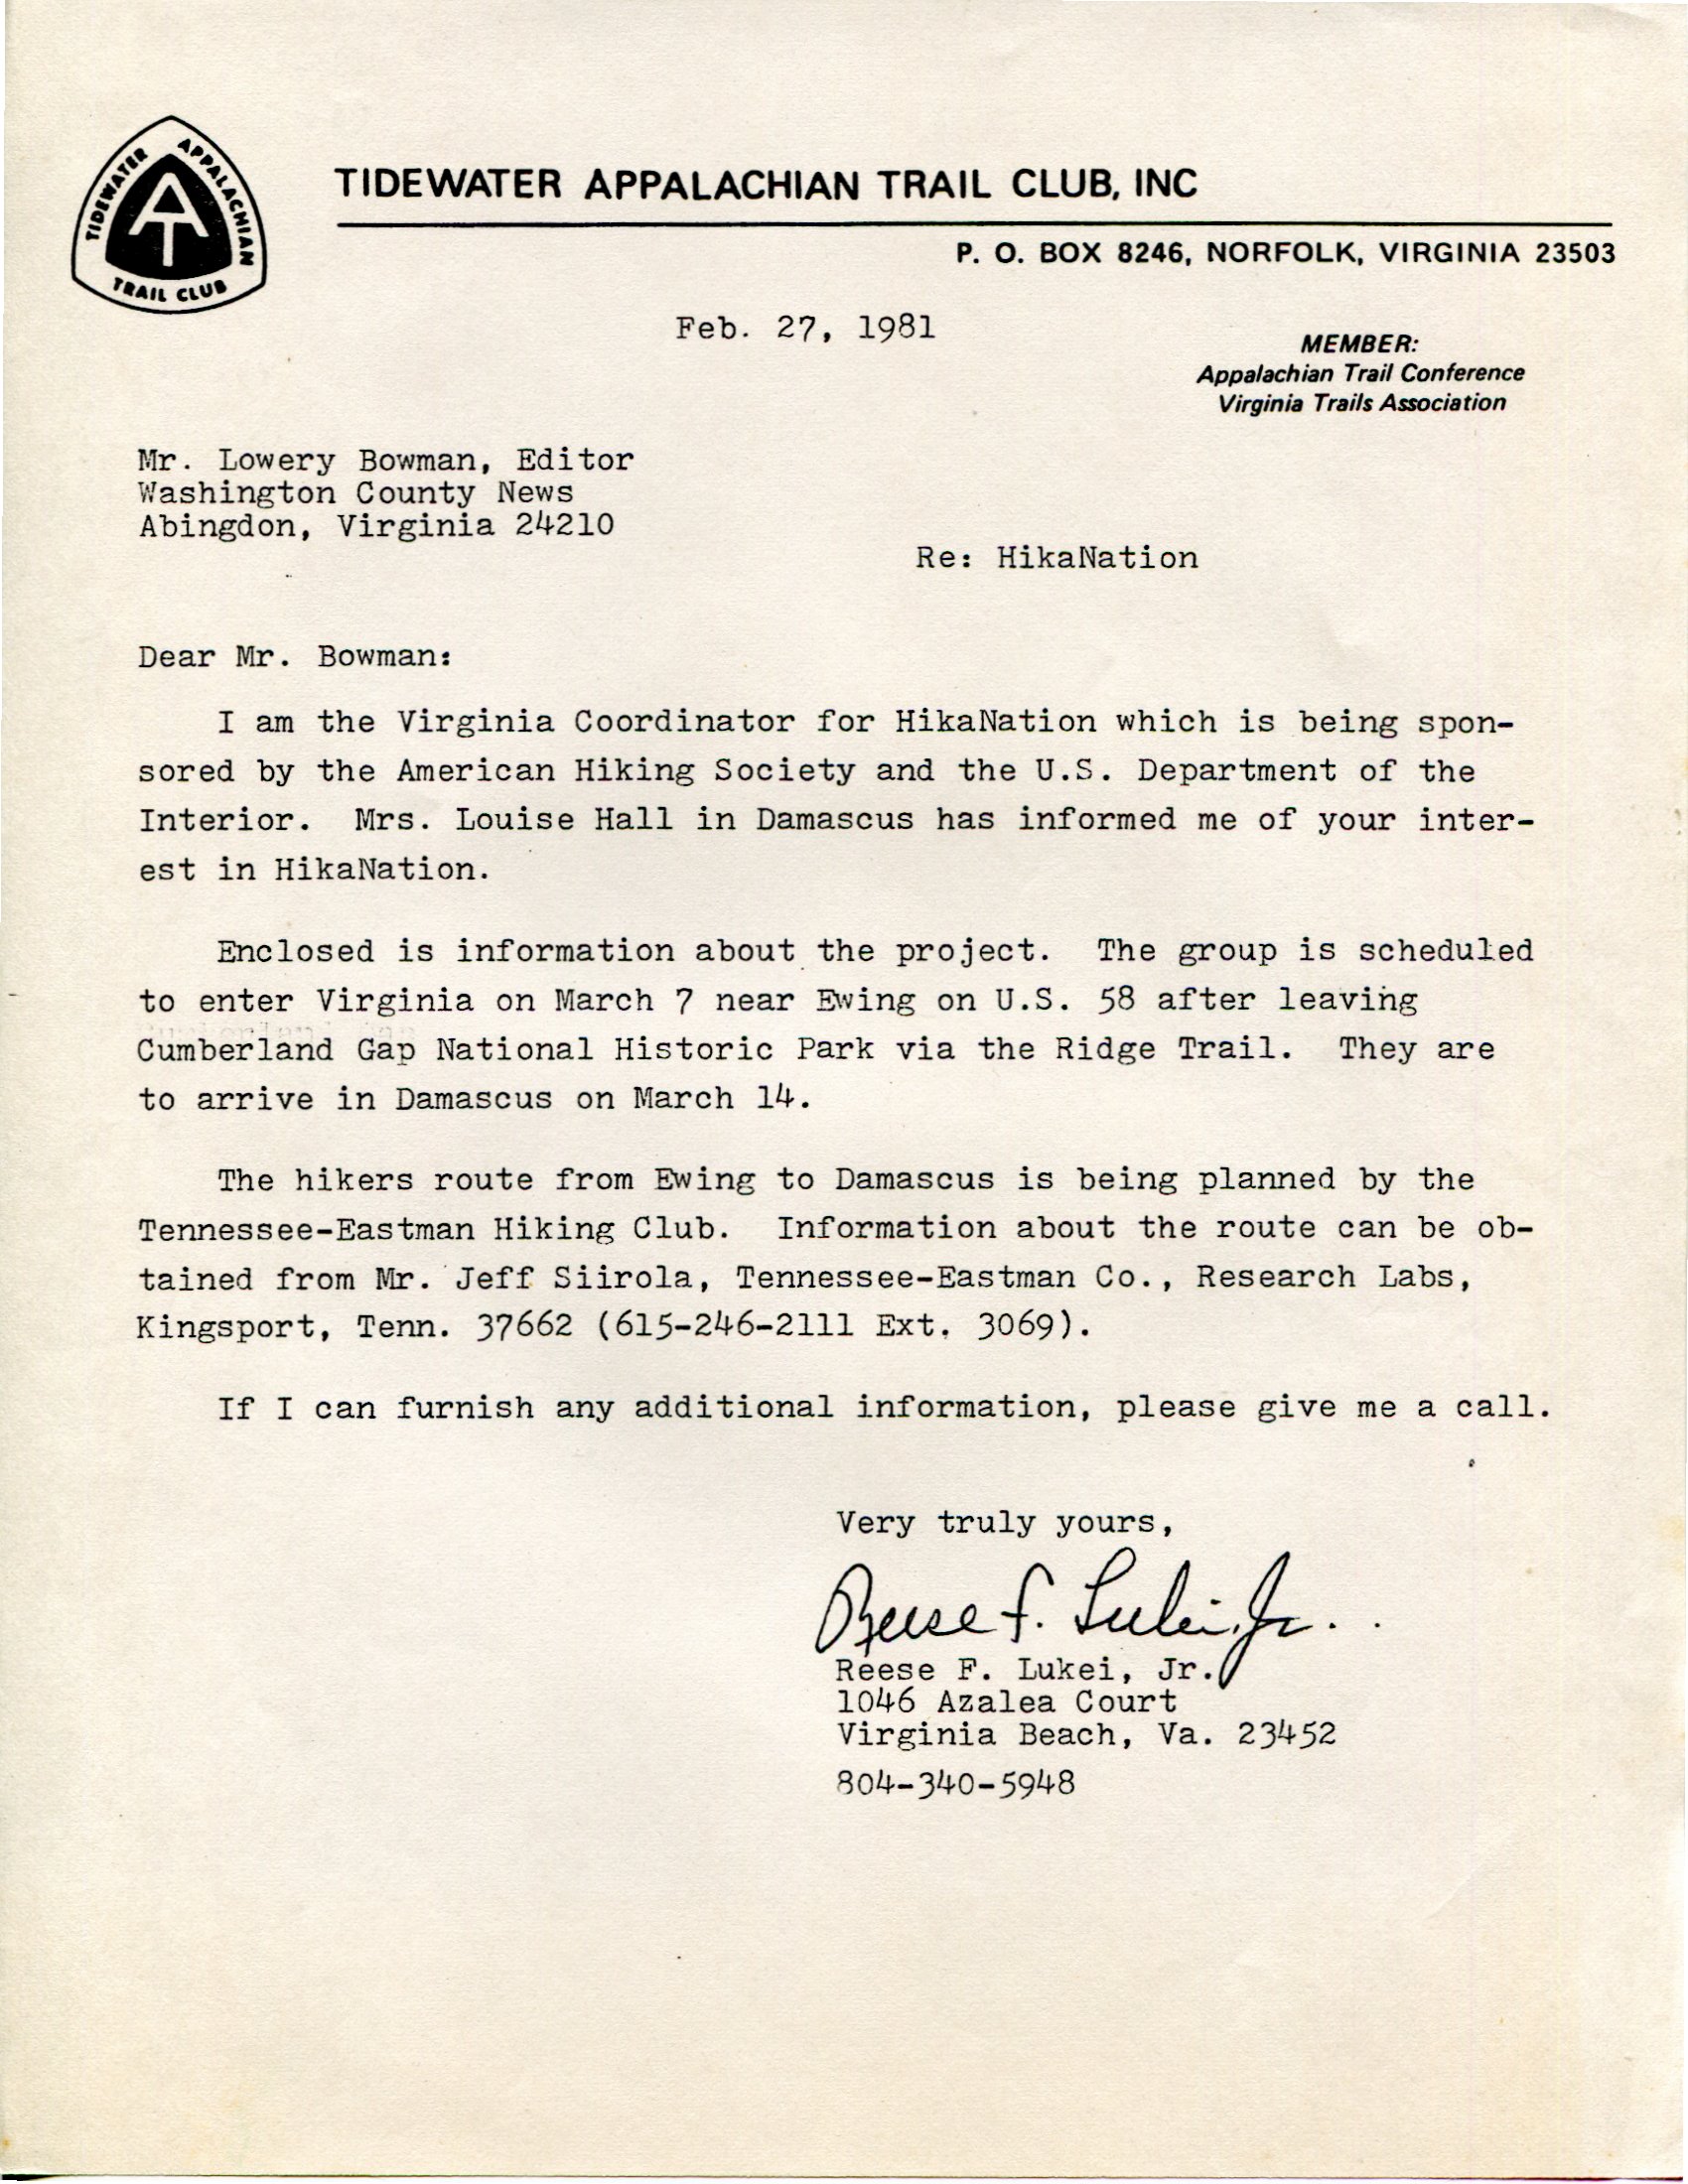 TIDEWATER APPALACHIAN
TRAIL CLUB
TIDEWATER APPALACHIAN TRAIL CLUB, INC
P. O. BOX 8246, NORFOLK, VIRGINIA 23503
Feb. 27, 1981
MEMBER:
Appalachian Trail Conference
Virginia Trails Association
Mr. Lowery Bowman, Editor
Washington County News
Abingdon, Virginia 24210
Re: HikaNation
Dear Mr. Bowman:
I am the Virginia Coordinator for HikaNation which is being spon-
sored by the American Hiking Society and the U.S. Department of the
Interior. Mrs. Louise Hall in Damascus has informed me of your inter-
est in HikaNation.
Enclosed is information about the project. The group is scheduled
to enter Virginia on March 7 near Ewing on U.S. 58 after leaving
Cumberland Gap National Historic Park via the Ridge Trail. They are
to arrive in Damascus on March 14.
The hikers route from Ewing to Damascus is being planned by the
Tennessee-Eastman Hiking Club. Information about the route can be ob-
tained from Mr. Jeff Siirola, Tennessee-Eastman Co., Research Labs,
Kingsport, Tenn. 37662 (615-246-2111 Ext. 3069).
If I can furnish any additional information, please give me a call.
Very truly yours,
Reese F. Lukei, Jr.
Reese F. Lukei, Jr.
1046 Azalea Court
Virginia Beach, Va. 23452
804-340-5948